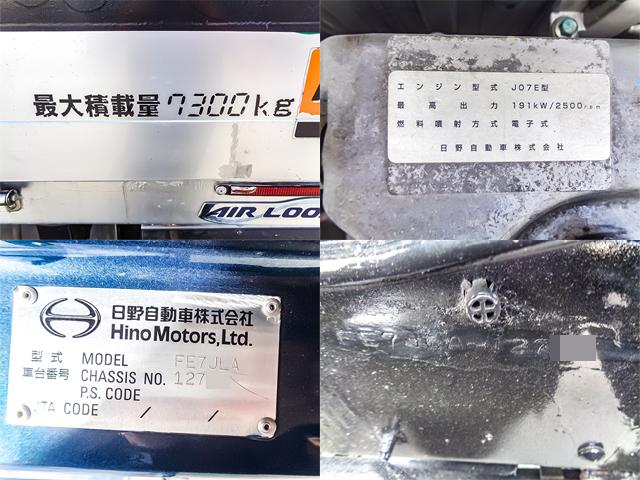 最大積載量7300kg
AIR LOO
エンジン型式 J07E型
最高出力 191kW/2500rpm
燃料噴射方式 電子式
日野自動車株式会社
日野自動車株式会社
Hino Motors, Ltd.
型式 MODEL FE7JLA
車台番号 CHASSIS NO. 127
P.S. CODE
TA CODE / /